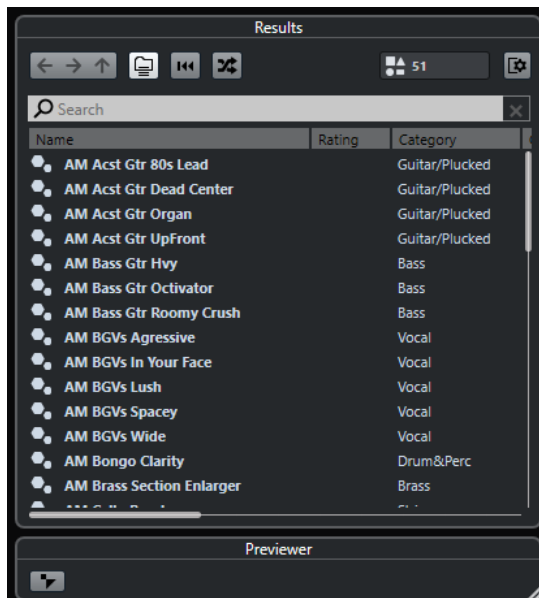 Results
51
Search
Name Rating Category
AM Acst Gtr 80s Lead Guitar/Plucked
AM Acst Gtr Dead Center Guitar/Plucked
AM Acst Gtr Organ Guitar/Plucked
AM Acst Gtr UpFront Guitar/Plucked
AM Bass Gtr Hvy Bass
AM Bass Gtr Octivator Bass
AM Bass Gtr Roomy Crush Bass
AM BGVs Agressive Vocal
AM BGVs In Your Face Vocal
AM BGVs Lush Vocal
AM BGVs Spacey Vocal
AM BGVs Wide Vocal
AM Bongo Clarity Drum&Perc
AM Brass Section Enlarger Brass
Previewer